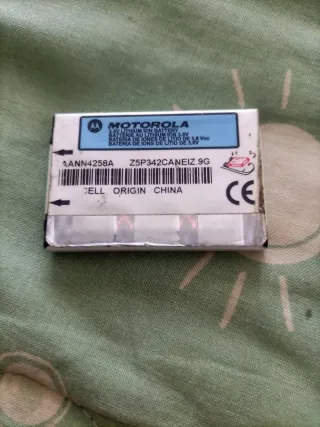 MOTOROLA
3.6V LITHIUM ION BATTERY
BATTERIE AU LITHIUM ION 3.6V
BATERIA DE IONES DE LITIO DE 3,6 Vcc
BATERIA DE IONS DE LITIO DE 3,6V
AANN4258A Z5P342CANEIZ.9G
CELL ORIGIN CHINA
CE